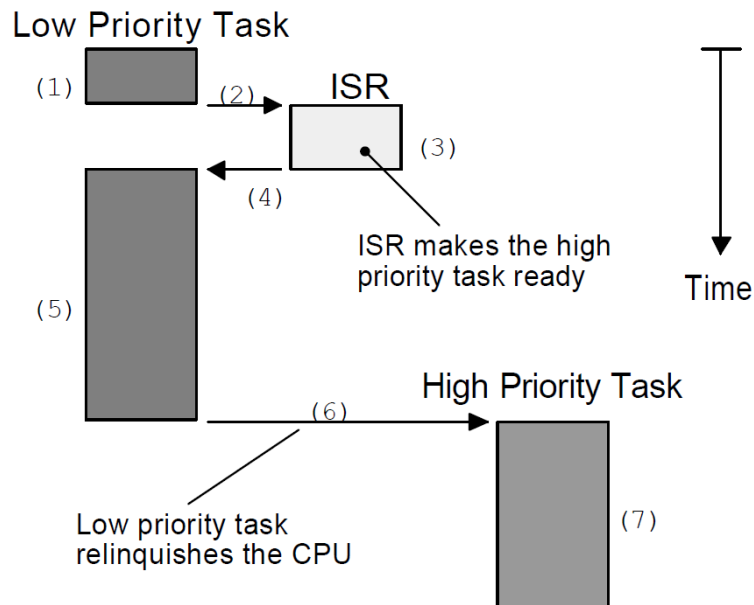 Low Priority Task
(1)
(2)
ISR
(3)
(4)
ISR makes the high
priority task ready
Time
(5)
High Priority Task
(6)
Low priority task
relinquishes the CPU
(7)